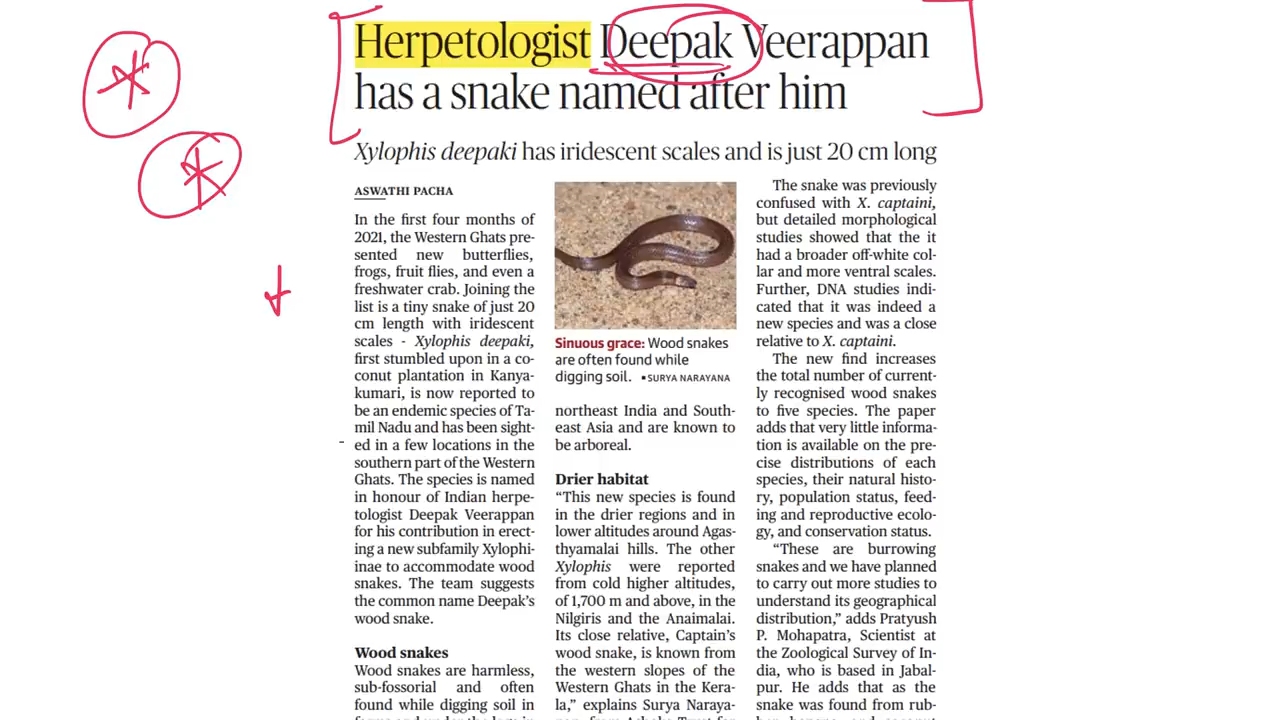 Herpetologist Deepak Veerappan
has a snake named after him
Xylophis deepaki has iridescent scales and is just 20 cm long
ASWATHI PACHA
In the first four months of
2021, the Western Ghats pre-
sented new butterflies,
frogs, fruit flies, and even a
freshwater crab. Joining the
list is a tiny snake of just 20
cm length with iridescent
scales - Xylophis deepaki,
first stumbled upon in a co-
conut plantation in Kanya-
kumari, is now reported to
be an endemic species of Ta-
mil Nadu and has been sight-
ed in a few locations in the
southern part of the Western
Ghats. The species is named
in honour of Indian herpe-
tologist Deepak Veerappan
for his contribution in erect-
ing a new subfamily Xylophi-
inae to accommodate wood
snakes. The team suggests
the common name Deepak's
wood snake.
Wood snakes
Wood snakes are harmless,
sub-fossorial and often
found while digging soil in
Sinuous grace: Wood snakes
are often found while
digging soil. •SURYA NARAYANA
northeast India and South-
east Asia and are known to
be arboreal.
Drier habitat
"This new species is found
in the drier regions and in
lower altitudes around Agas-
thyamalai hills. The other
Xylophis were reported
from cold higher altitudes,
of 1,700 m and above, in the
Nilgiris and the Anaimalai.
Its close relative, Captain's
wood snake, is known from
the western slopes of the
Western Ghats in the Kera-
la," explains Surya Naraya-
The snake was previously
confused with X. captaini,
but detailed morphological
studies showed that the it
had a broader off-white col-
lar and more ventral scales.
Further, DNA studies indi-
cated that it was indeed a
new species and was a close
relative to X. captaini.
The new find increases
the total number of current-
ly recognised wood snakes
to five species. The paper
adds that very little informa-
tion is available on the pre-
cise distributions of each
species, their natural histo-
ry, population status, feed-
ing and reproductive ecolo-
gy, and conservation status.
"These are burrowing
snakes and we have planned
to carry out more studies to
understand its geographical
distribution," adds Pratyush
P. Mohapatra, Scientist at
the Zoological Survey of In-
dia, who is based in Jabal-
pur. He adds that as the
snake was found from rub-